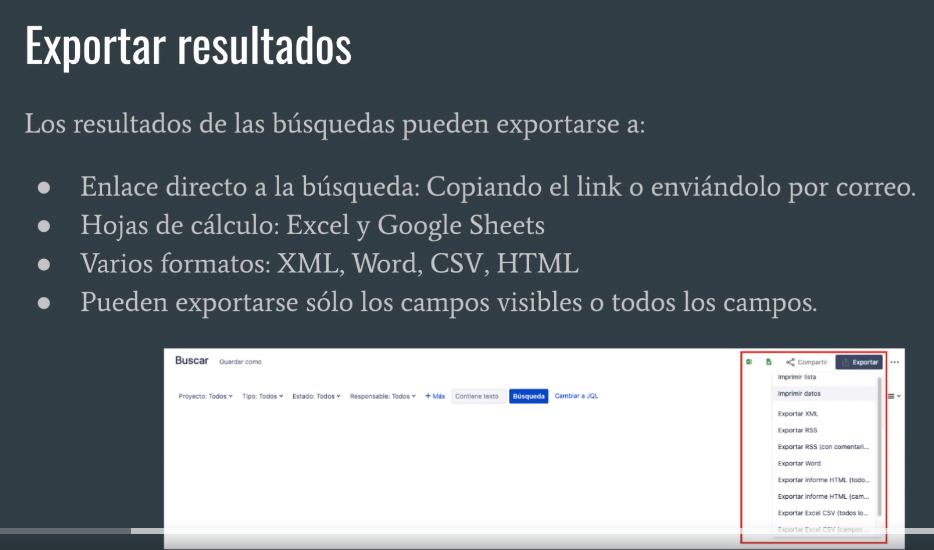 Exportar resultados
Los resultados de las búsquedas pueden exportarse a:
● Enlace directo a la búsqueda: Copiando el link o enviándolo por correo.
● Hojas de cálculo: Excel y Google Sheets
● Varios formatos: XML, Word, CSV, HTML
● Pueden exportarse sólo los campos visibles o todos los campos.
Buscar Guardar como Compartir Exportar
Imprimir lista
Proyecto: Todos Tipo: Todos Estado: Todos Responsable: Todos + Más Contiene texto Búsqueda Cambiar a JQL Imprimir datos
Exportar XML
Exportar RSS
Exportar RSS (con comentari...
Exportar Word
Exportar informe HTML (todo...
Exportar informe HTML (cam...
Exportar Excel CSV (todos lo...
Exportar Excel CSV (campos ...